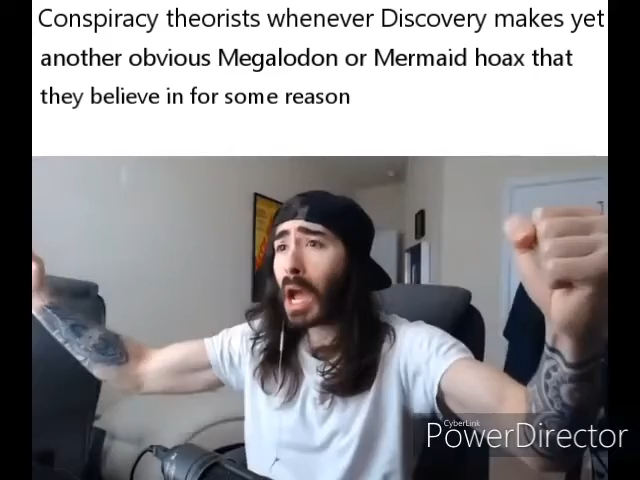 Conspiracy theorists whenever Discovery makes yet
another obvious Megalodon or Mermaid hoax that
they believe in for some reason
CyberLink
PowerDirector